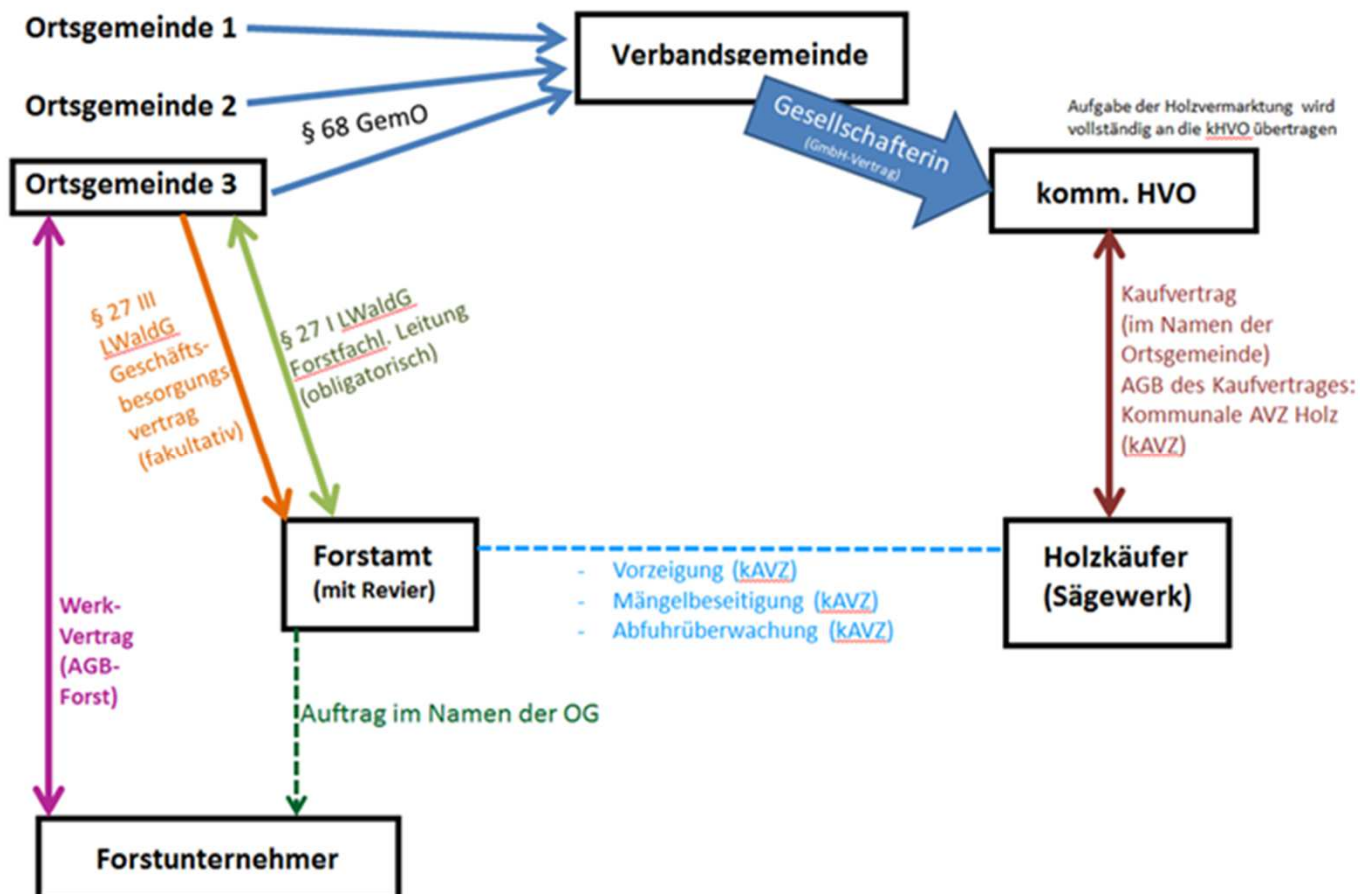 Ortsgemeinde 1
Verbandsgemeinde
Ortsgemeinde 2
§ 68 GemO
Gesellschafterin
(GmbH-Vertrag)
Aufgabe der Holzvermarktung wird
vollständig an die kHVO übertragen
Ortsgemeinde 3
komm. HVO
§ 27 III
LWaldG
Geschäfts-
besorgungs-
vertrag
(fakultativ)
§ 27 I LWaldG
Forstfachl. Leitung
(obligatorisch)
Kaufvertrag
(im Namen der
Ortsgemeinde)
AGB des Kaufvertrages:
Kommunale AVZ Holz
(kAVZ)
Forstamt
(mit Revier)
- Vorzeigung (kAVZ)
- Mängelbeseitigung (kAVZ)
- Abfuhrüberwachung (kAVZ)
Holzkäufer
(Sägewerk)
Werk-
Vertrag
(AGB-
Forst)
Auftrag im Namen der OG
Forstunternehmer